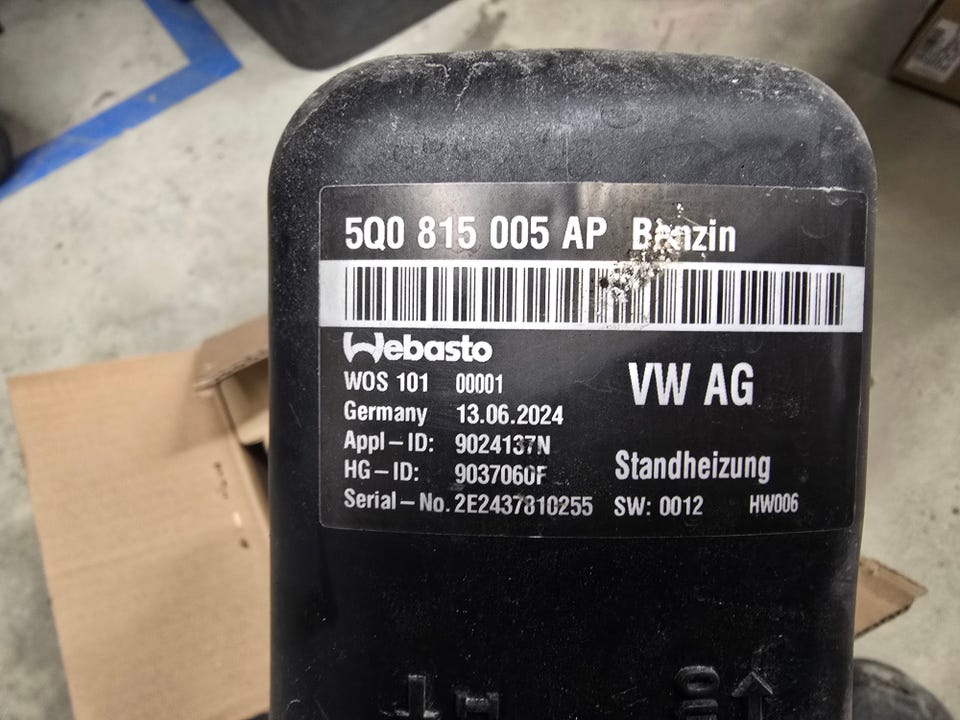 5Q0 815 005 AP Benzin
Webasto
WOS 101 00001
VW AG
Germany 13.06.2024
Appl-ID: 9024137N
HG-ID: 9037060F
Standheizung
Serial-No. 2E2437810255 SW: 0012 HW006